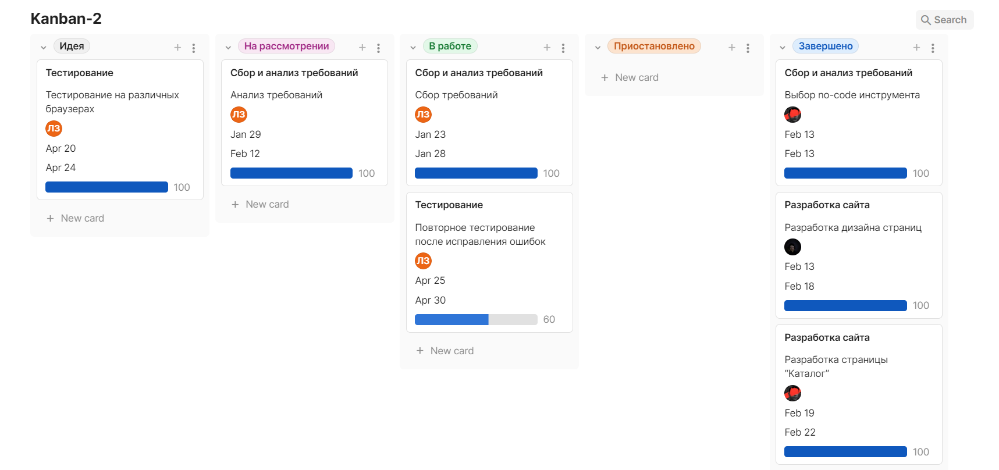 Kanban-2
Search
Идея
Тестирование
Тестирование на различных
браузерах
ЛЗ
Apr 20
Apr 24
100
New card
На рассмотрении
Сбор и анализ требований
Анализ требований
ЛЗ
Jan 29
Feb 12
100
New card
В работе
Сбор и анализ требований
Сбор требований
ЛЗ
Jan 23
Jan 28
100
Тестирование
Повторное тестирование
после исправления ошибок
ЛЗ
Apr 25
Apr 30
60
New card
Приостановлено
New card
Завершено
Сбор и анализ требований
Выбор no-code инструмента
Feb 13
Feb 13
100
Разработка сайта
Разработка дизайна страниц
Feb 13
Feb 18
100
Разработка сайта
Разработка страницы
“Каталог”
Feb 19
Feb 22
100